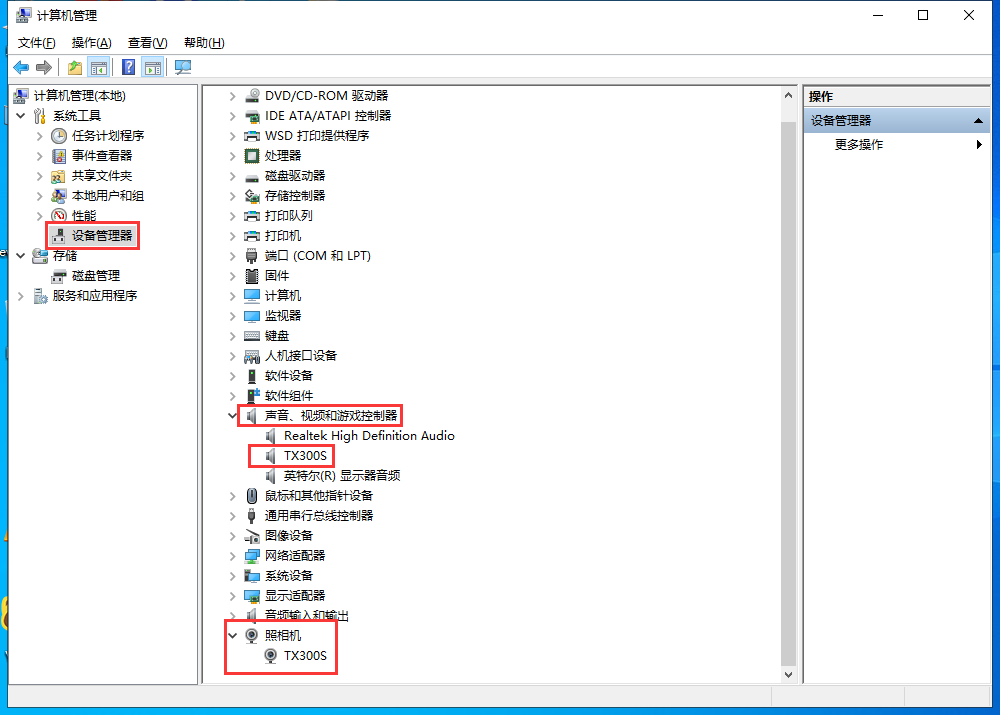 计算机管理
文件(F) 操作(A) 查看(V) 帮助(H)
计算机管理(本地)
系统工具
任务计划程序
事件查看器
共享文件夹
本地用户和组
性能
设备管理器
存储
磁盘管理
服务和应用程序
DVD/CD-ROM 驱动器
IDE ATA/ATAPI 控制器
WSD 打印提供程序
处理器
磁盘驱动器
存储控制器
打印队列
打印机
端口 (COM 和 LPT)
固件
计算机
监视器
键盘
人机接口设备
软件设备
软件组件
声音、视频和游戏控制器
Realtek High Definition Audio
TX300S
英特尔(R) 显示器音频
鼠标和其他指针设备
通用串行总线控制器
图像设备
网络适配器
系统设备
显示适配器
音频输入和输出
照相机
TX300S
操作
设备管理器
更多操作